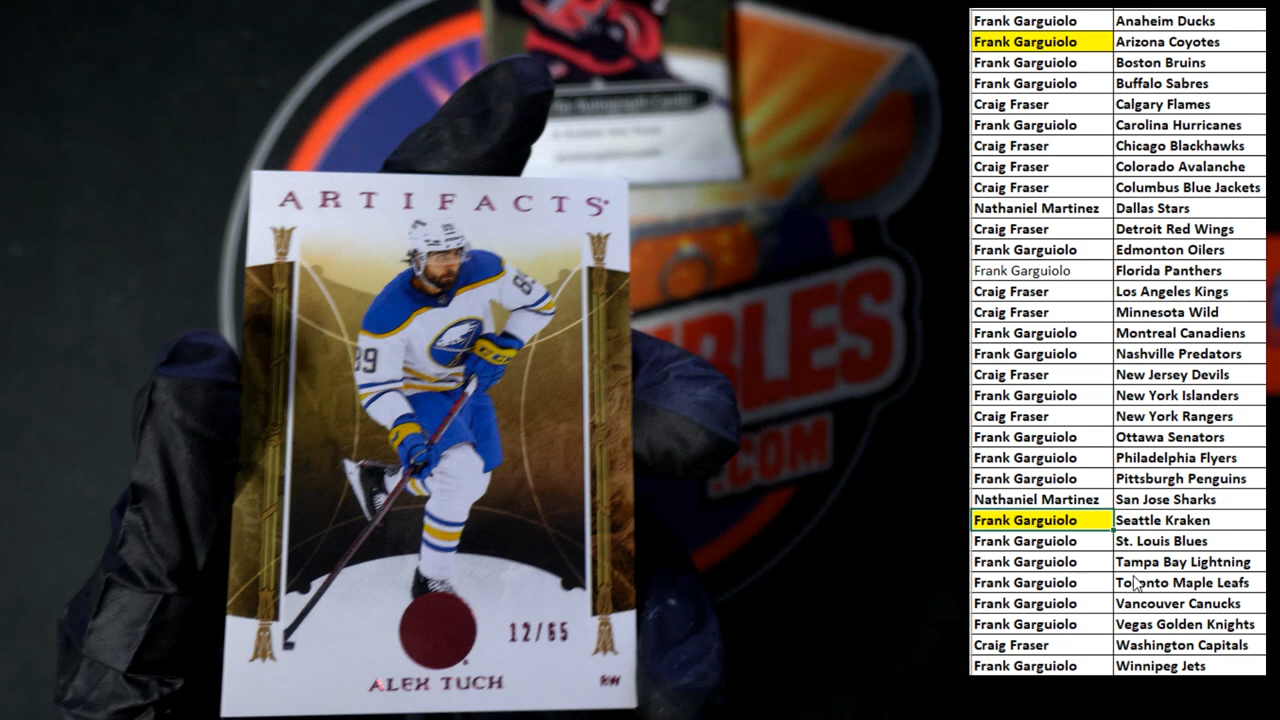 ARTIFACTS
89
89
89
12/65
ALEX TUCH
RW
BLES
.COM
Frank Garguiolo Anaheim Ducks
Frank Garguiolo Arizona Coyotes
Frank Garguiolo Boston Bruins
Frank Garguiolo Buffalo Sabres
Craig Fraser Calgary Flames
Frank Garguiolo Carolina Hurricanes
Craig Fraser Chicago Blackhawks
Craig Fraser Colorado Avalanche
Craig Fraser Columbus Blue Jackets
Nathaniel Martinez Dallas Stars
Craig Fraser Detroit Red Wings
Frank Garguiolo Edmonton Oilers
Frank Garguiolo Florida Panthers
Craig Fraser Los Angeles Kings
Craig Fraser Minnesota Wild
Frank Garguiolo Montreal Canadiens
Frank Garguiolo Nashville Predators
Craig Fraser New Jersey Devils
Frank Garguiolo New York Islanders
Craig Fraser New York Rangers
Frank Garguiolo Ottawa Senators
Frank Garguiolo Philadelphia Flyers
Frank Garguiolo Pittsburgh Penguins
Nathaniel Martinez San Jose Sharks
Frank Garguiolo Seattle Kraken
Frank Garguiolo St. Louis Blues
Frank Garguiolo Tampa Bay Lightning
Frank Garguiolo Toronto Maple Leafs
Frank Garguiolo Vancouver Canucks
Frank Garguiolo Vegas Golden Knights
Craig Fraser Washington Capitals
Frank Garguiolo Winnipeg Jets